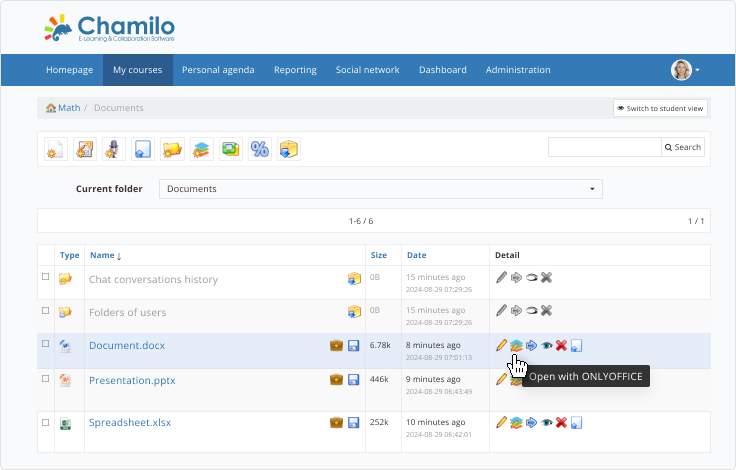 Chamilo
E-Learning & Collaboration Software
Homepage My courses Personal agenda Reporting Social network Dashboard Administration
Math / Documents Switch to student view
Search
Current folder Documents
1-6 / 6 1 / 1
Type Name ↓ Size Date Detail
Chat conversations history 0B 15 minutes ago
2024-08-29 07:29:26
Folders of users 0B 15 minutes ago
2024-08-29 07:29:26
Document.docx 6.78k 8 minutes ago
2024-08-29 07:01:13
Open with ONLYOFFICE
Presentation.pptx 446k 9 minutes ago
2024-08-29 06:43:49
Spreadsheet.xlsx 252k 10 minutes ago
2024-08-29 06:42:01